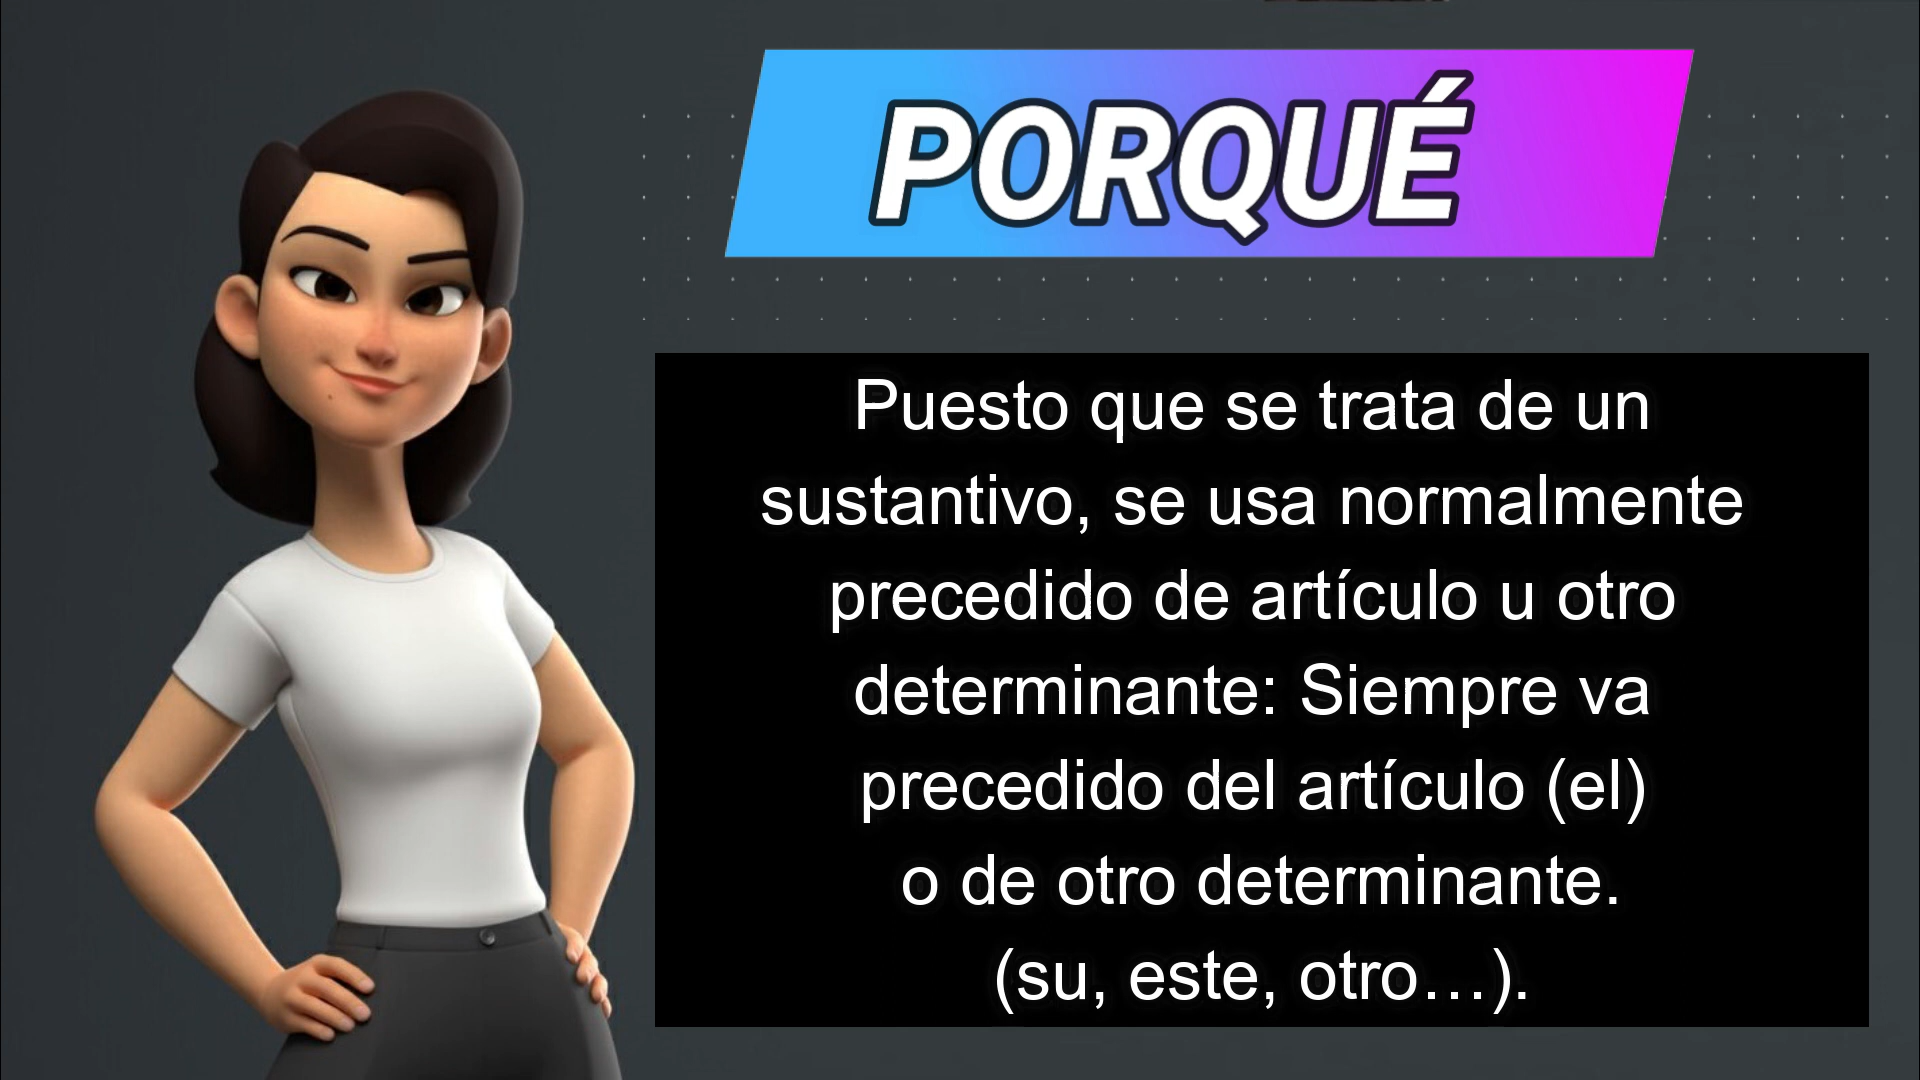 PORQUÉ
Puesto que se trata de un
sustantivo, se usa normalmente
precedido de artículo u otro
determinante: Siempre va
precedido del artículo (el)
o de otro determinante.
(su, este, otro…).